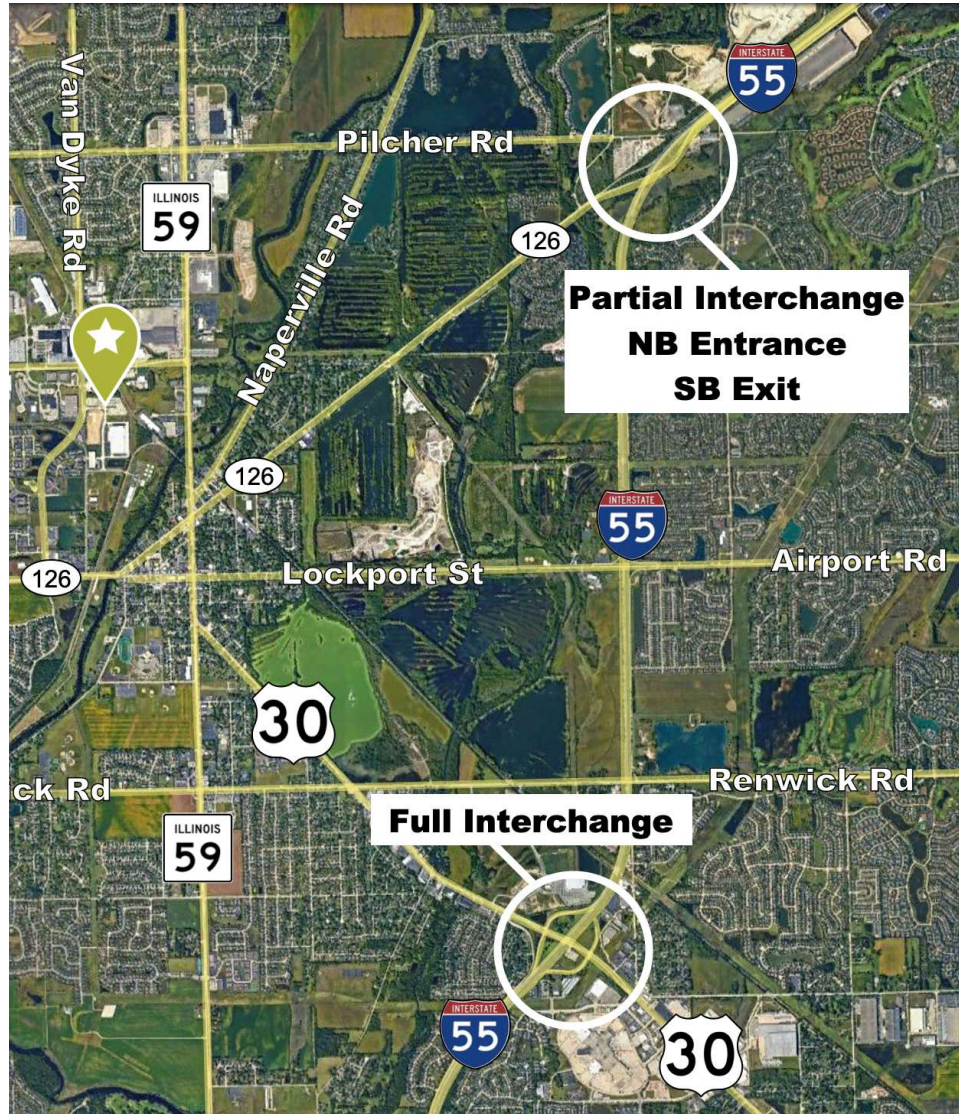 INTERSTATE
55
Van Dyke Rd
Pilcher Rd
ILLINOIS
59
Naperville Rd
126
Partial Interchange
NB Entrance
SB Exit
126
INTERSTATE
55
126
Lockport St
Airport Rd
30
ck Rd
Renwick Rd
Full Interchange
ILLINOIS
59
INTERSTATE
55
30